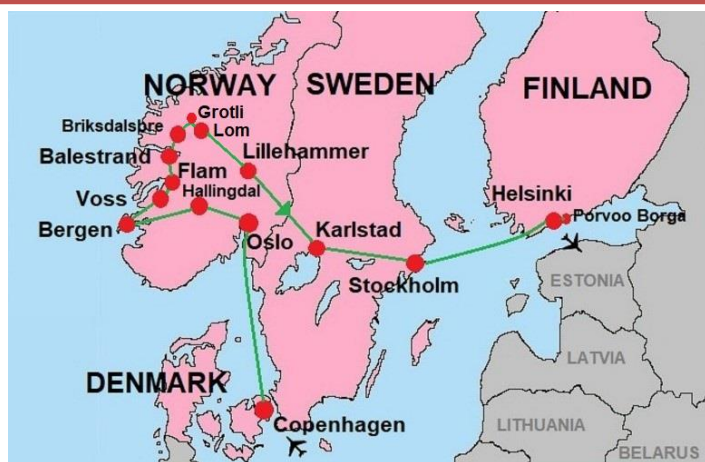 NORWAY
SWEDEN
FINLAND
Grotli
Briksdalsbre
Lom
Balestrand
Lillehammer
Flam
Hallingdal
Voss
Helsinki
Bergen
Porvoo Borga
Oslo
Karlstad
Stockholm
ESTONIA
LATVIA
DENMARK
Copenhagen
LITHUANIA
BELARUS